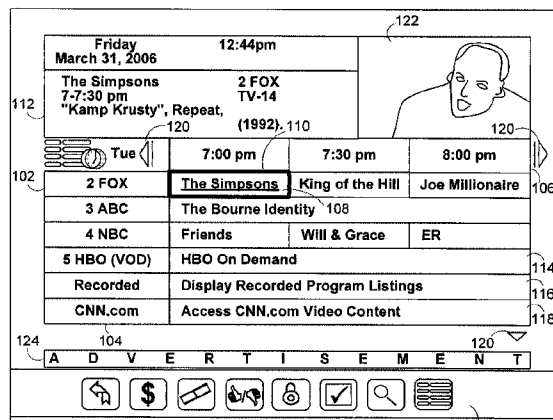 122
Friday 12:44pm
March 31, 2006
The Simpsons 2 FOX
7-7:30 pm TV-14
"Kamp Krusty", Repeat,
(1992).
112
110
120
120
Tue 7:00 pm 7:30 pm 8:00 pm
102 2 FOX The Simpsons King of the Hill Joe Millionaire 106
3 ABC The Bourne Identity 108
4 NBC Friends Will & Grace ER
5 HBO (VOD) HBO On Demand 114
Recorded Display Recorded Program Listings 116
CNN.com Access CNN.com Video Content 118
104
120
124 A D V E R T I S E M E N T
$